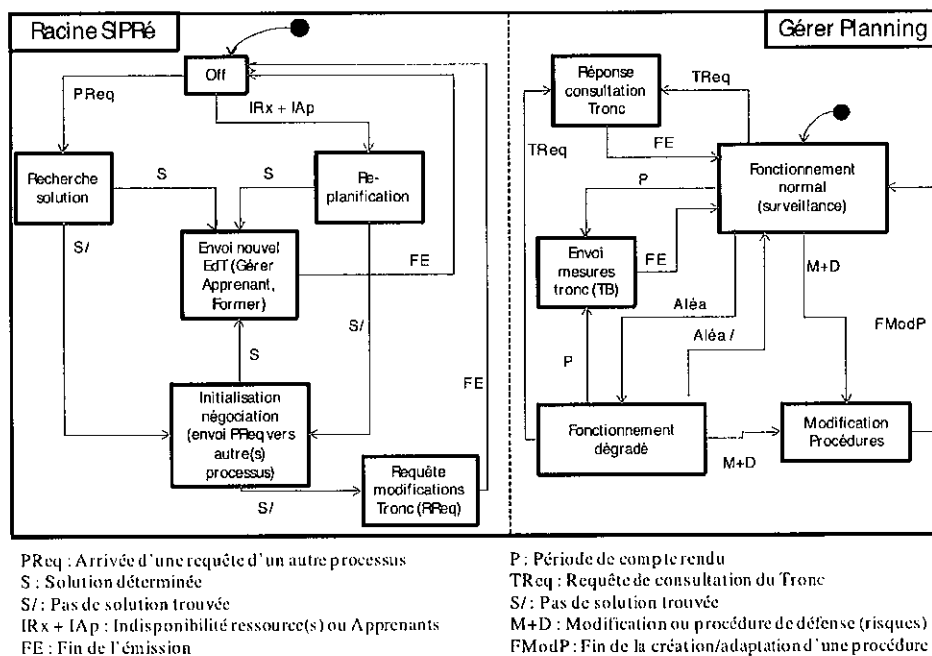 Racine SIPRé
Off
PReq
IRx + IAp
Recherche
solution
S
S
Re-
planification
S/
Envoi nouvel
EdT (Gérer
Apprenant,
Former)
FE
S/
S
FE
Initialisation
négociation
(envoi PReq vers
autre(s)
processus)
S/
Requête
modifications
Tronc (RReq)
Gérer Planning
Réponse
consultation
Tronc
TReq
TReq
FE
Fonctionnement
normal
(surveillance)
P
Envoi
mesures
tronc (TB)
FE
M+D
Aléa
Aléa /
FModP
P
Fonctionnement
dégradé
M+D
Modification
Procédures
PReq : Arrivée d'une requête d'un autre processus
S : Solution déterminée
S/ : Pas de solution trouvée
IRx + IAp : Indisponibilité ressource(s) ou Apprenants
FE : Fin de l'émission
P : Période de compte rendu
TReq : Requête de consultation du Tronc
S/ : Pas de solution trouvée
M+D : Modification ou procédure de défense (risques)
FModP : Fin de la création/adaptation d'une procédure